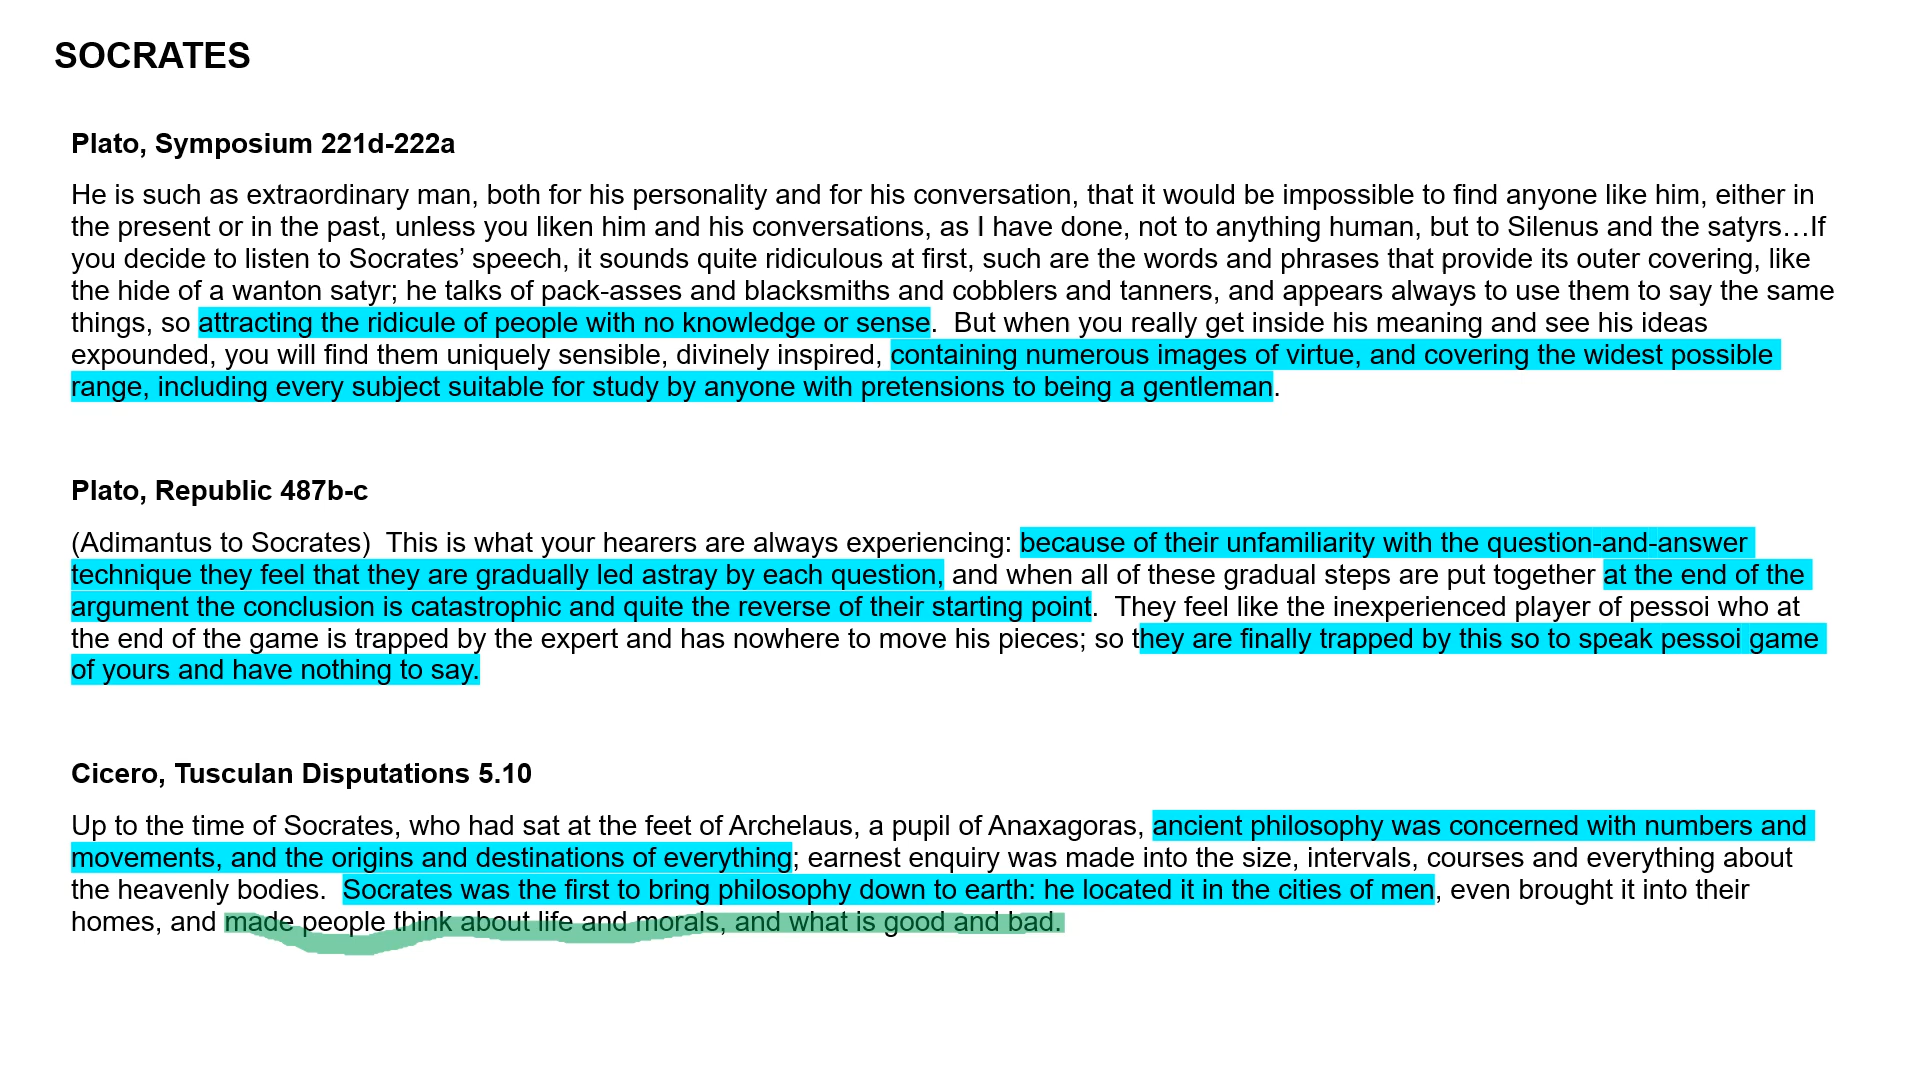 SOCRATES
Plato, Symposium 221d-222a
He is such as extraordinary man, both for his personality and for his conversation, that it would be impossible to find anyone like him, either in
the present or in the past, unless you liken him and his conversations, as I have done, not to anything human, but to Silenus and the satyrs…If
you decide to listen to Socrates’ speech, it sounds quite ridiculous at first, such are the words and phrases that provide its outer covering, like
the hide of a wanton satyr; he talks of pack-asses and blacksmiths and cobblers and tanners, and appears always to use them to say the same
things, so attracting the ridicule of people with no knowledge or sense.  But when you really get inside his meaning and see his ideas
expounded, you will find them uniquely sensible, divinely inspired, containing numerous images of virtue, and covering the widest possible
range, including every subject suitable for study by anyone with pretensions to being a gentleman.
Plato, Republic 487b-c
(Adimantus to Socrates)  This is what your hearers are always experiencing: because of their unfamiliarity with the question-and-answer
technique they feel that they are gradually led astray by each question, and when all of these gradual steps are put together at the end of the
argument the conclusion is catastrophic and quite the reverse of their starting point.  They feel like the inexperienced player of pessoi who at
the end of the game is trapped by the expert and has nowhere to move his pieces; so they are finally trapped by this so to speak pessoi game
of yours and have nothing to say.
Cicero, Tusculan Disputations 5.10
Up to the time of Socrates, who had sat at the feet of Archelaus, a pupil of Anaxagoras, ancient philosophy was concerned with numbers and
movements, and the origins and destinations of everything; earnest enquiry was made into the size, intervals, courses and everything about
the heavenly bodies.  Socrates was the first to bring philosophy down to earth: he located it in the cities of men, even brought it into their
homes, and made people think about life and morals, and what is good and bad.